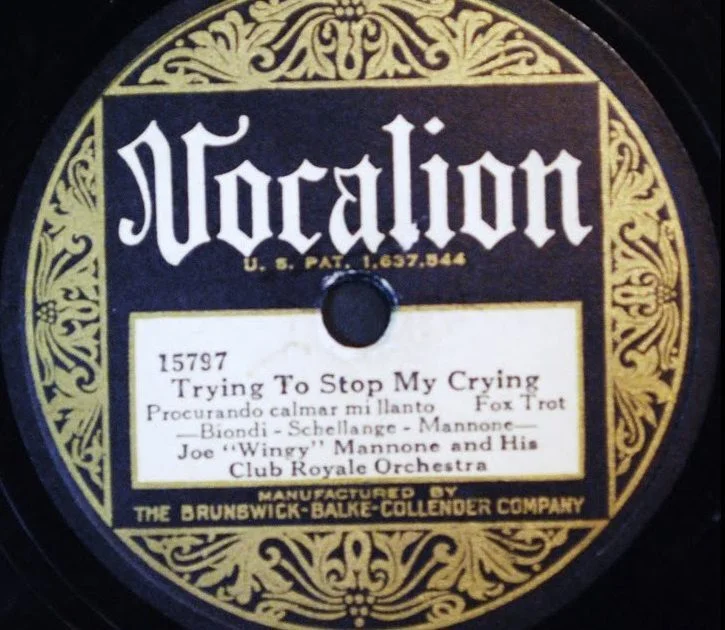 Vocalion
U. S. PAT. 1,637,544
15797
Trying To Stop My Crying
Procurando calmar mi llanto Fox Trot
—Biondi - Schellange - Mannone—
Joe "Wingy" Mannone and His
Club Royale Orchestra
MANUFACTURED BY
THE BRUNSWICK-BALKE-COLLENDER COMPANY